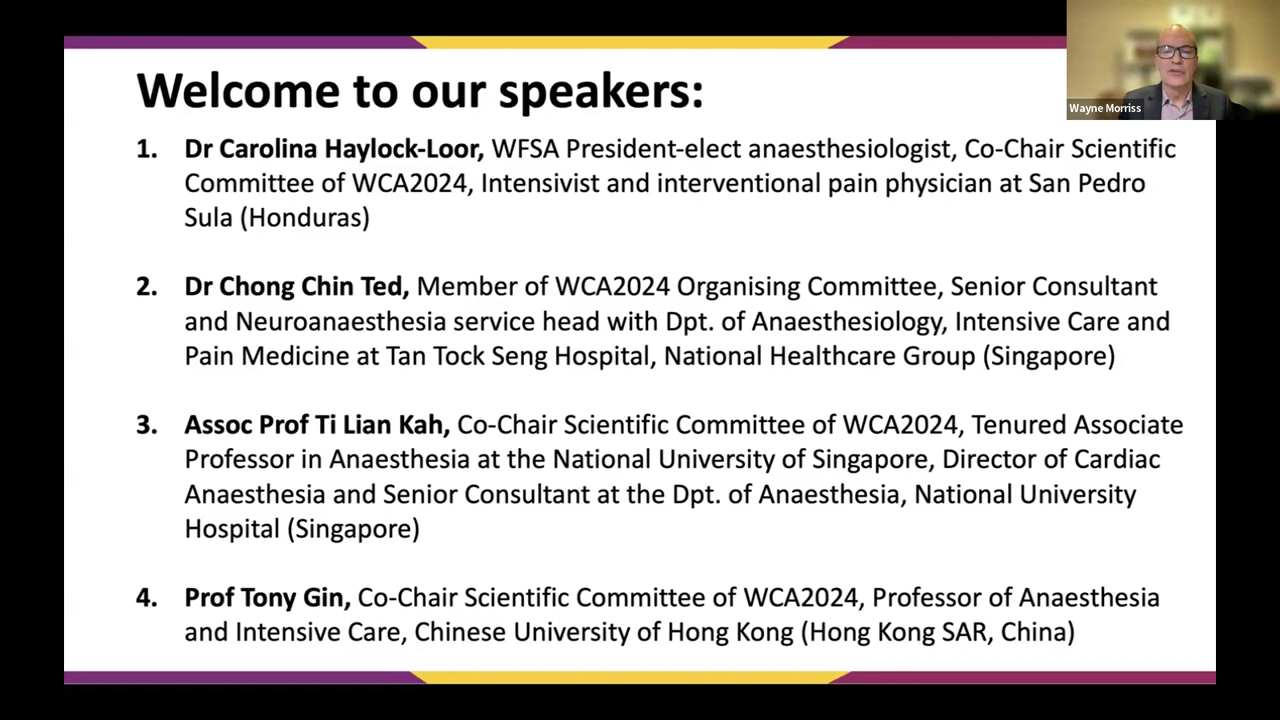 Welcome to our speakers:
Wayne Morriss
1. Dr Carolina Haylock-Loor, WFSA President-elect anaesthesiologist, Co-Chair Scientific
Committee of WCA2024, Intensivist and interventional pain physician at San Pedro
Sula (Honduras)
2. Dr Chong Chin Ted, Member of WCA2024 Organising Committee, Senior Consultant
and Neuroanaesthesia service head with Dpt. of Anaesthesiology, Intensive Care and
Pain Medicine at Tan Tock Seng Hospital, National Healthcare Group (Singapore)
3. Assoc Prof Ti Lian Kah, Co-Chair Scientific Committee of WCA2024, Tenured Associate
Professor in Anaesthesia at the National University of Singapore, Director of Cardiac
Anaesthesia and Senior Consultant at the Dpt. of Anaesthesia, National University
Hospital (Singapore)
4. Prof Tony Gin, Co-Chair Scientific Committee of WCA2024, Professor of Anaesthesia
and Intensive Care, Chinese University of Hong Kong (Hong Kong SAR, China)